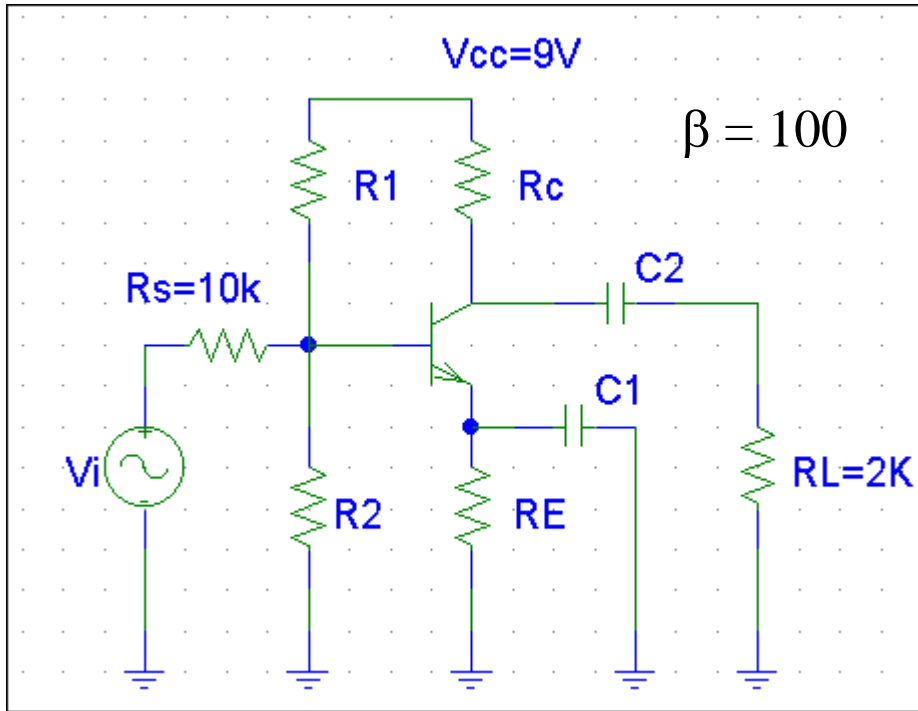 Vcc=9V
β = 100
R1
Rc
C2
Rs=10k
C1
Vi
R2
RE
RL=2K